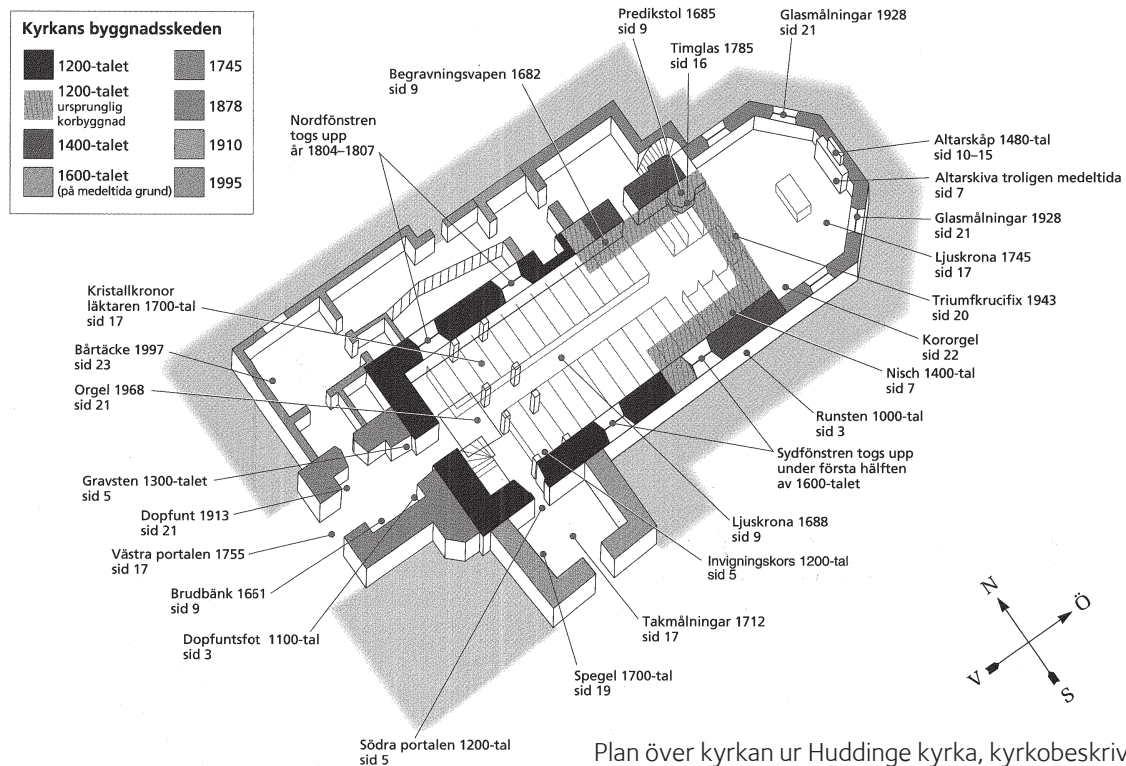 Kyrkans byggnadsskeden
1200-talet
1200-talet
ursprunglig
korbyggnad
1400-talet
1600-talet
(på medeltida grund)
1745
1878
1910
1995
Predikstol 1685
sid 9
Glasmålningar 1928
sid 21
Timglas 1785
sid 16
Begravningsvapen 1682
sid 9
Nordfönstren
togs upp
år 1804–1807
Altarskåp 1480-tal
sid 10–15
Altarskiva troligen medeltida
sid 7
Glasmålningar 1928
sid 21
Ljuskrona 1745
sid 17
Triumfkrucifix 1943
sid 20
Kororgel
sid 22
Nisch 1400-tal
sid 7
Runsten 1000-tal
sid 3
Sydfönstren togs upp
under första hälften
av 1600-talet
Ljuskrona 1688
sid 9
Invigningskors 1200-tal
sid 5
Takmålningar 1712
sid 17
Spegel 1700-tal
sid 19
Södra portalen 1200-tal
sid 5
Kristallkronor
läktaren 1700-tal
sid 17
Bårtäcke 1997
sid 23
Orgel 1968
sid 21
Gravsten 1300-talet
sid 5
Dopfunt 1913
sid 21
Västra portalen 1755
sid 17
Brudbänk 1661
sid 9
Dopfuntsfot 1100-tal
sid 3
N
Ö
V
S
Plan över kyrkan ur Huddinge kyrka, kyrkobeskriv